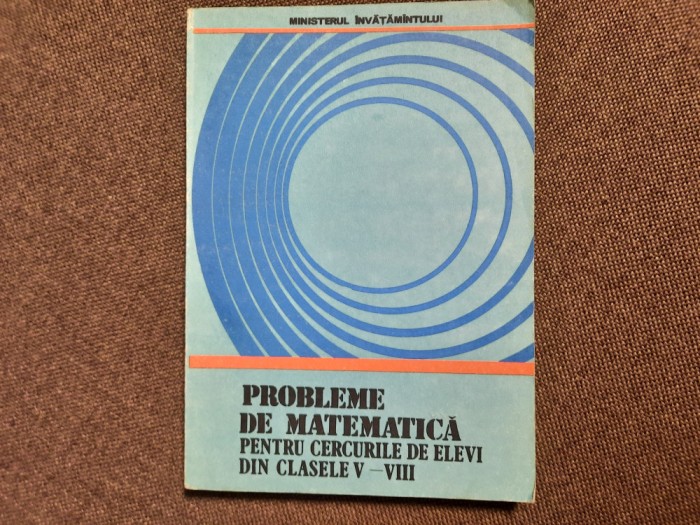 MINISTERUL ÎNVĂȚĂMÎNTULUI
PROBLEME
DE MATEMATICĂ
PENTRU CERCURILE DE ELEVI
DIN CLASELE V—VIII